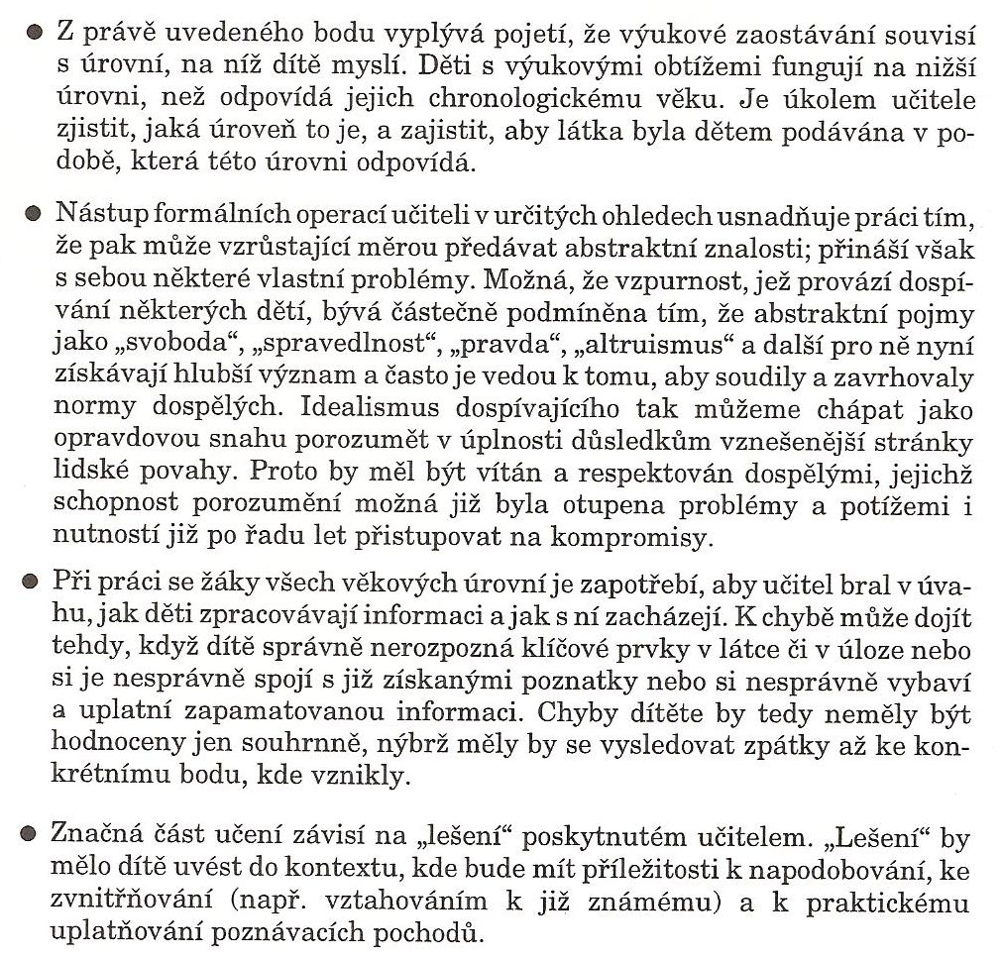 ● Z právě uvedeného bodu vyplývá pojetí, že výukové zaostávání souvisí
s úrovní, na níž dítě myslí. Děti s výukovými obtížemi fungují na nižší
úrovni, než odpovídá jejich chronologickému věku. Je úkolem učitele
zjistit, jaká úroveň to je, a zajistit, aby látka byla dětem podávána v po-
době, která této úrovni odpovídá.
● Nástup formálních operací učiteli v určitých ohledech usnadňuje práci tím,
že pak může vzrůstající měrou předávat abstraktní znalosti; přináší však
s sebou některé vlastní problémy. Možná, že vzpurnost, jež provází dospí-
vání některých dětí, bývá částečně podmíněna tím, že abstraktní pojmy
jako „svoboda“, „spravedlnost“, „pravda“, „altruismus“ a další pro ně nyní
získávají hlubší význam a často je vedou k tomu, aby soudily a zavrhovaly
normy dospělých. Idealismus dospívajícího tak můžeme chápat jako
opravdovou snahu porozumět v úplnosti důsledkům vznešenější stránky
lidské povahy. Proto by měl být vítán a respektován dospělými, jejichž
schopnost porozumění možná již byla otupena problémy a potížemi i
nutností již po řadu let přistupovat na kompromisy.
● Při práci se žáky všech věkových úrovní je zapotřebí, aby učitel bral v úva-
hu, jak děti zpracovávají informaci a jak s ní zacházejí. K chybě může dojít
tehdy, když dítě správně nerozpozná klíčové prvky v látce či v úloze nebo
si je nesprávně spojí s již získanými poznatky nebo si nesprávně vybaví
a uplatní zapamatovanou informaci. Chyby dítěte by tedy neměly být
hodnoceny jen souhrnně, nýbrž měly by se vysledovat zpátky až ke kon-
krétnímu bodu, kde vznikly.
● Značná část učení závisí na „lešení“ poskytnutém učitelem. „Lešení“ by
mělo dítě uvést do kontextu, kde bude mít příležitosti k napodobování, ke
zvnitřňování (např. vztahováním k již známému) a k praktickému
uplatňování poznávacích pochodů.